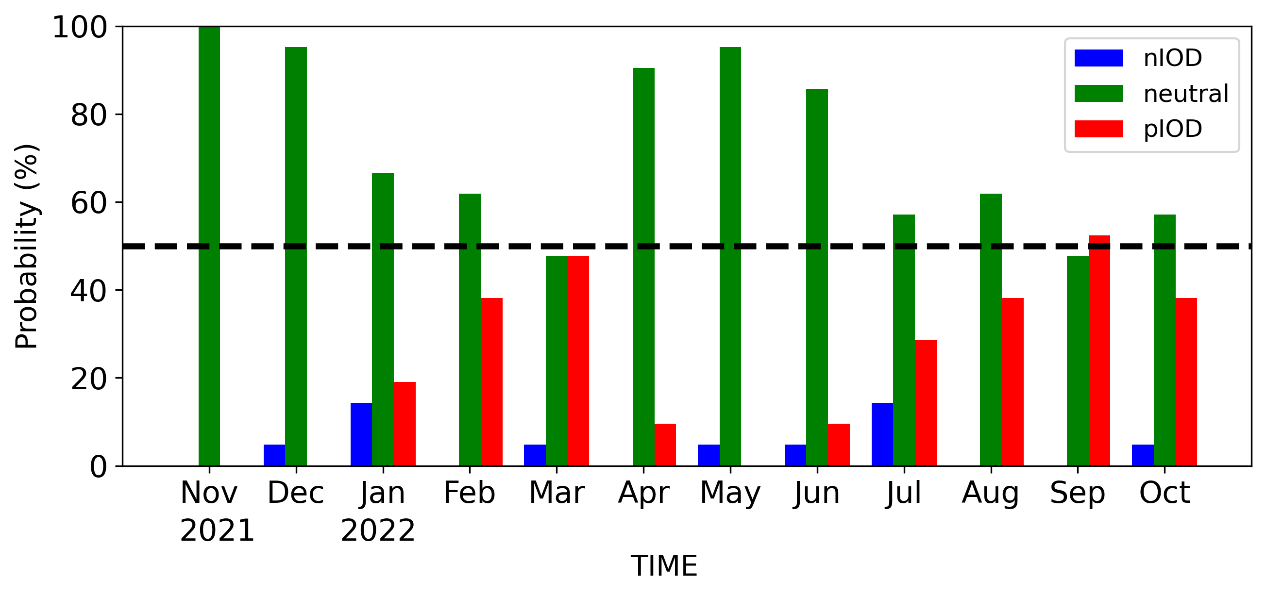 100
80
60
40
20
0
Probability (%)
nIOD
neutral
pIOD
Nov Dec Jan Feb Mar Apr May Jun Jul Aug Sep Oct
2021 2022
TIME